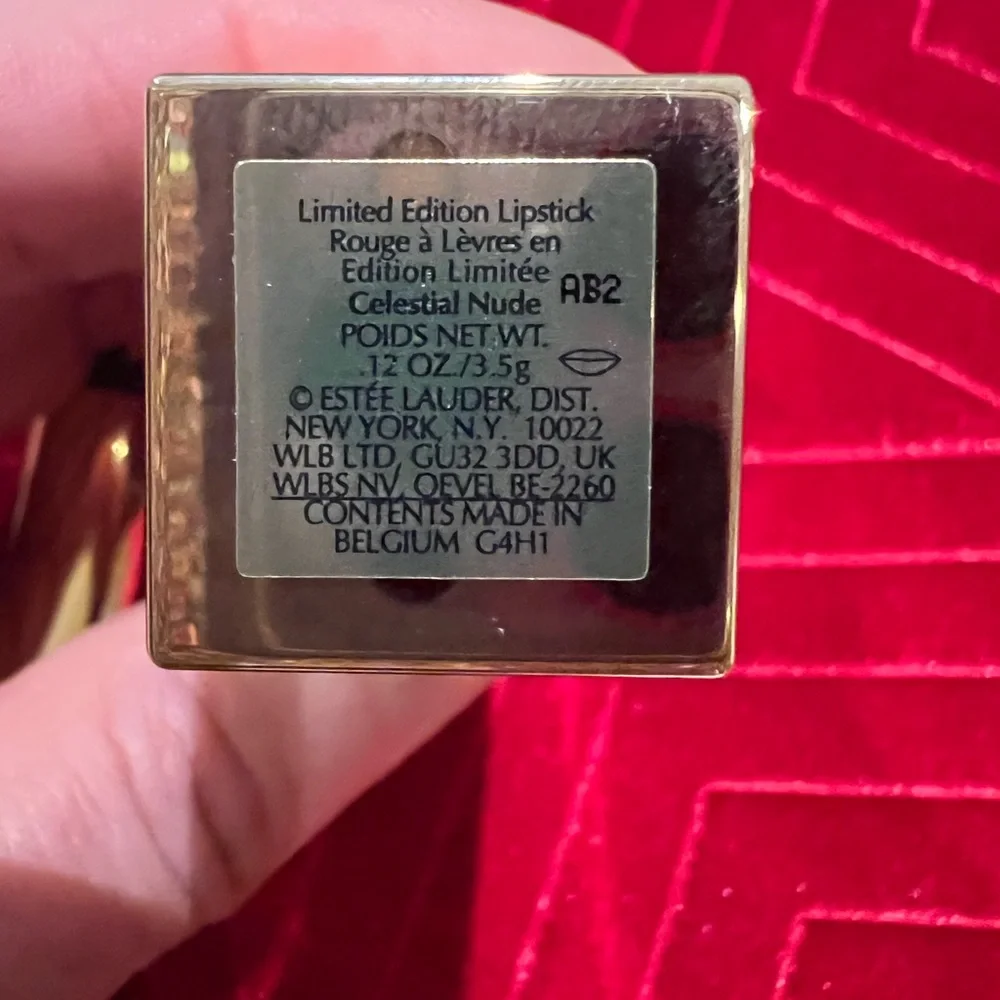 Limited Edition Lipstick
Rouge à Lèvres en
Edition Limitée
AB2
Celestial Nude
POIDS NET.WT.
.12 OZ./3.5g
© ESTÉE LAUDER, DIST.
NEW YORK, N.Y. 10022
WLB LTD, GU32 3DD, UK
WLBS NV, OEVEL BE-2260
CONTENTS MADE IN
BELGIUM G4H1